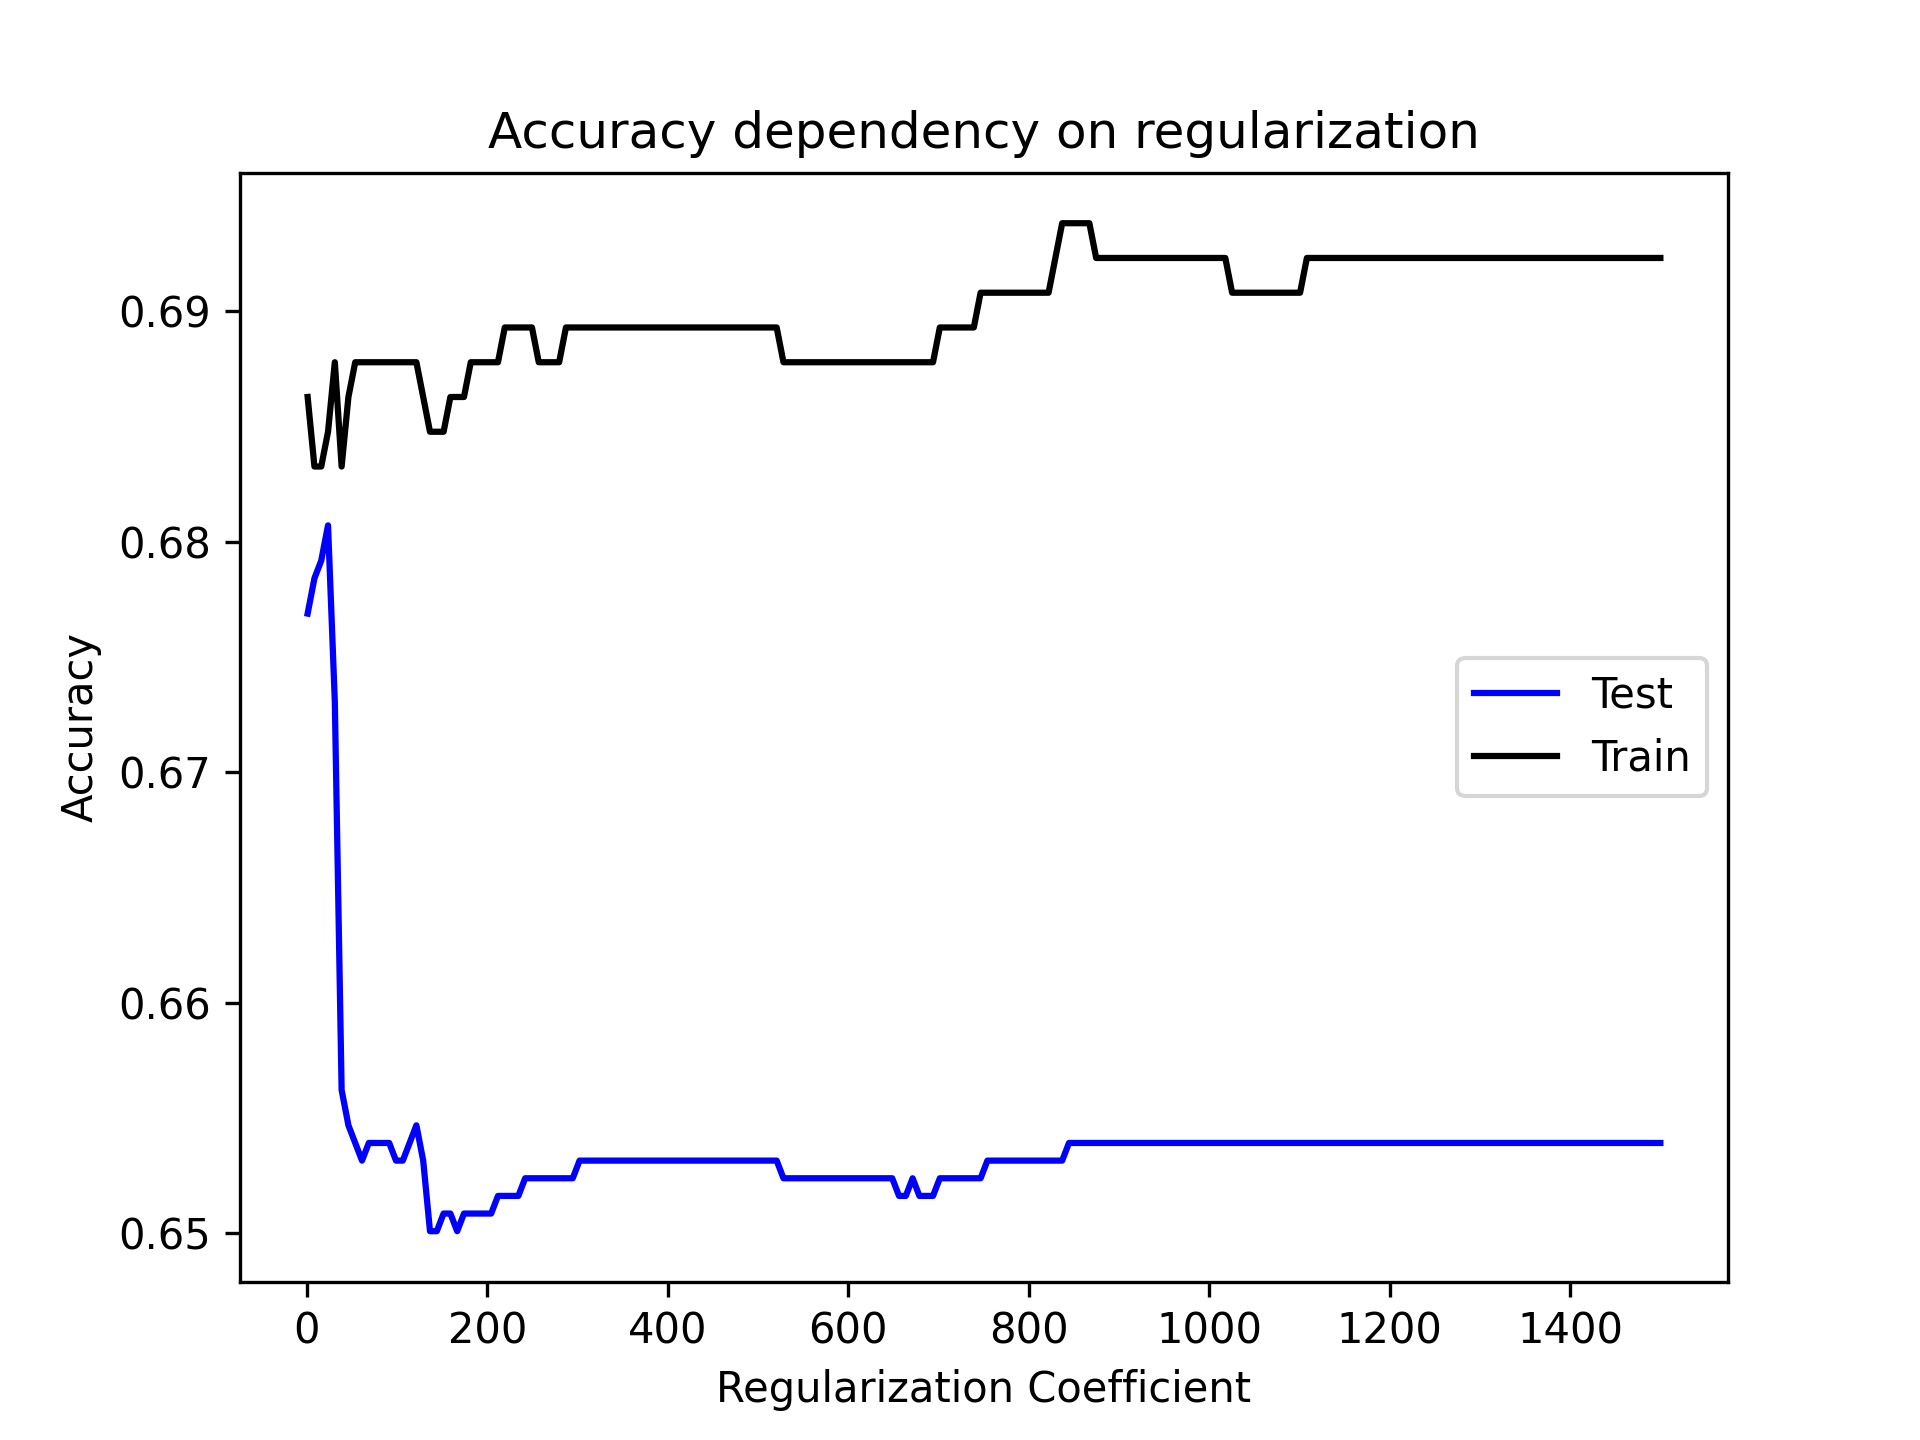 Accuracy dependency on regularization
0.69
0.68
0.67
0.66
0.65
Accuracy
Test
Train
0 200 400 600 800 1000 1200 1400
Regularization Coefficient